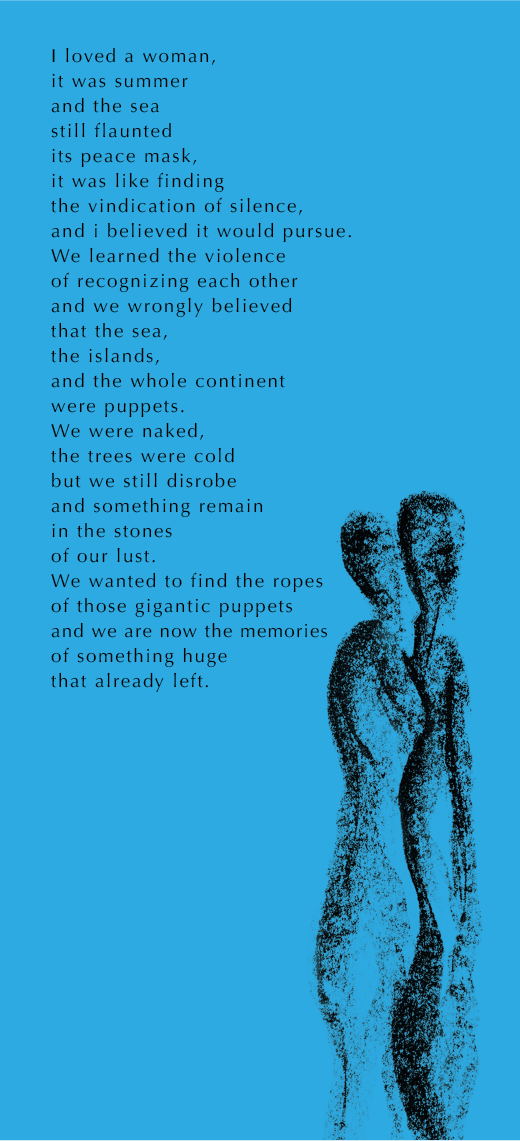 I loved a woman,
it was summer
and the sea
still flaunted
its peace mask,
it was like finding
the vindication of silence,
and i believed it would pursue.
We learned the violence
of recognizing each other
and we wrongly believed
that the sea,
the islands,
and the whole continent
were puppets.
We were naked,
the trees were cold
but we still disrobe
and something remain
in the stones
of our lust.
We wanted to find the ropes
of those gigantic puppets
and we are now the memories
of something huge
that already left.